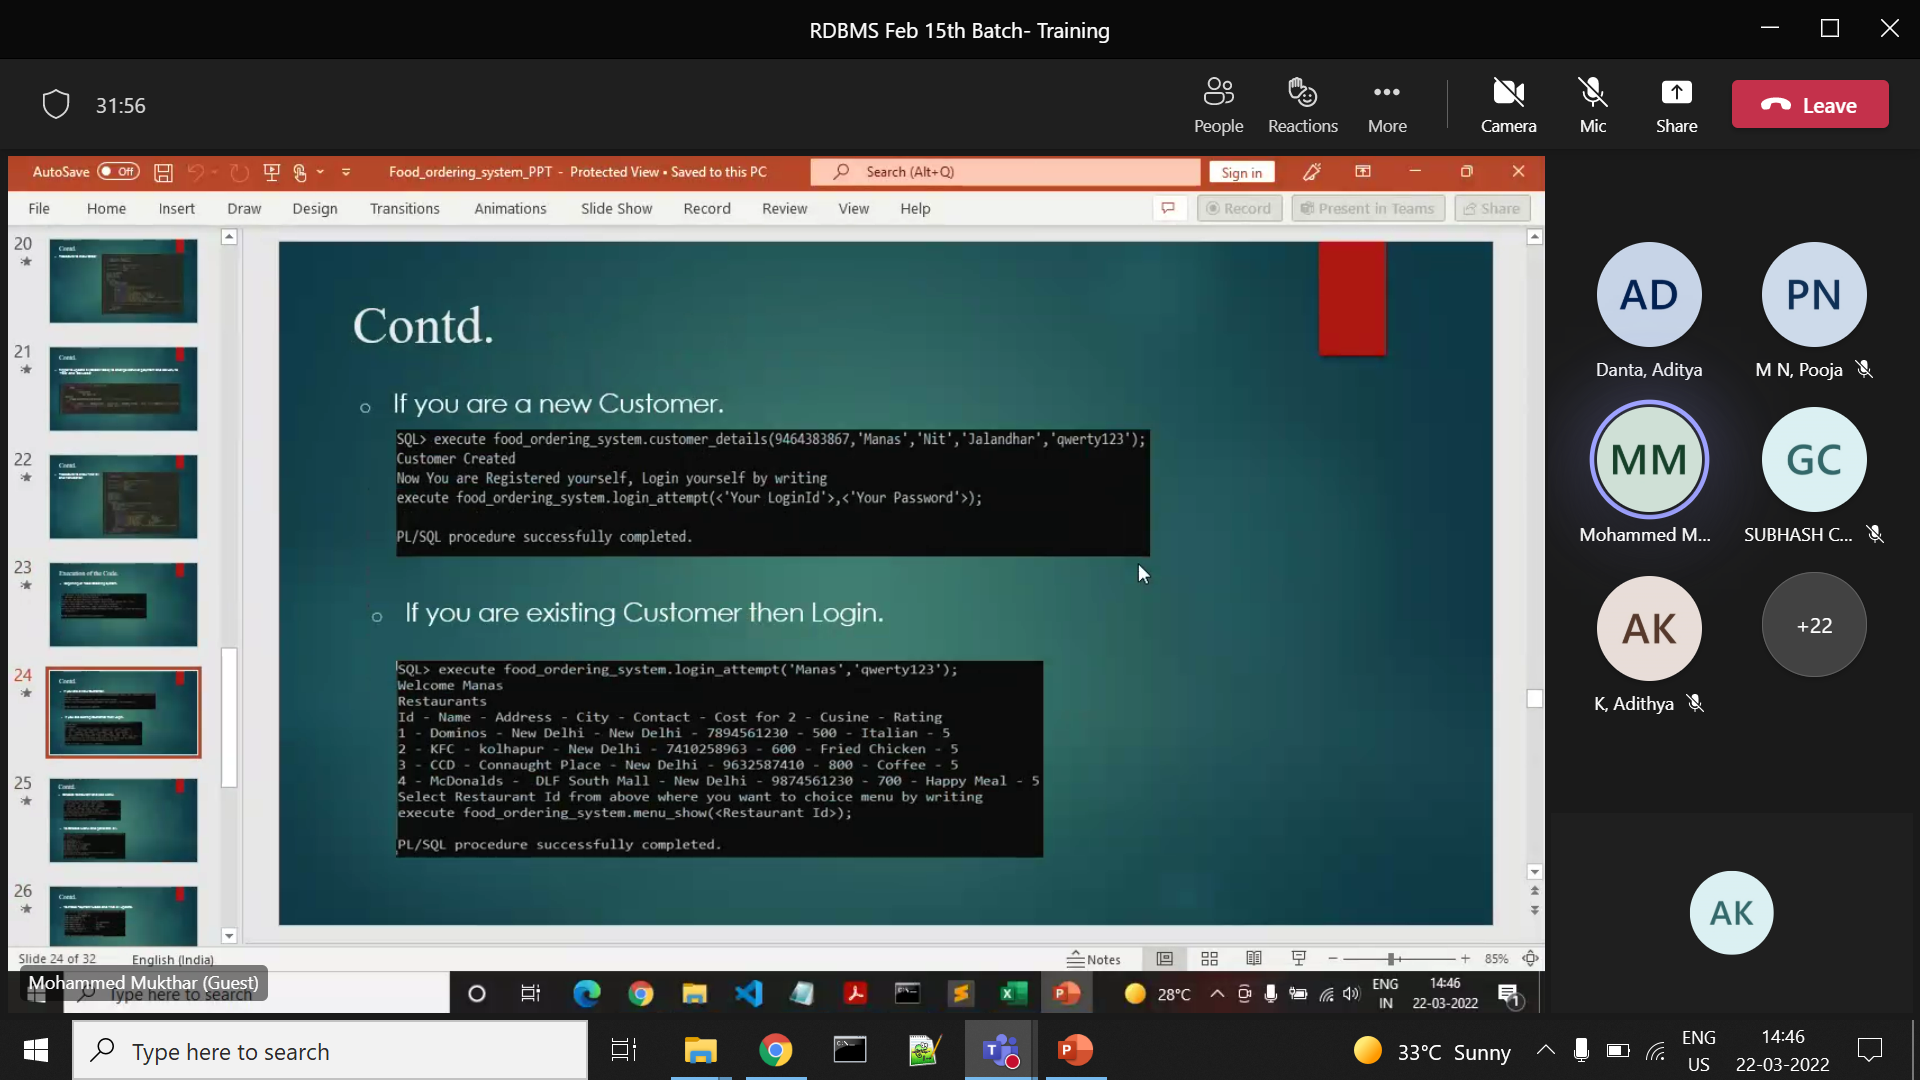 RDBMS Feb 15th Batch- Training
31:56
People
Reactions
More
Camera
Mic
Share
Leave
AutoSave Off
Food_ordering_system_PPT - Protected View • Saved to this PC
Search (Alt+Q)
Sign in
File Home Insert Draw Design Transitions Animations Slide Show Record Review View Help
Record
Present in Teams
Share
20
21
22
23
24
25
26
Execution of the Code.
Contd.
If you are a new Customer.
SQL> execute food_ordering_system.customer_details(9464383867,'Manas','Nit','Jalandhar','qwerty123');
Customer Created
Now You are Registered yourself, Login yourself by writing
execute food_ordering_system.login_attempt(<'Your LoginId'>,<'Your Password'>);
PL/SQL procedure successfully completed.
If you are existing Customer then Login.
SQL> execute food_ordering_system.login_attempt('Manas','qwerty123');
Welcome Manas
Restaurants
Id - Name - Address - City - Contact - Cost for 2 - Cusine - Rating
1 - Dominos - New Delhi - New Delhi - 7894561230 - 500 - Italian - 5
2 - KFC - kolhapur - New Delhi - 7410258963 - 600 - Fried Chicken - 5
3 - CCD - Connaught Place - New Delhi - 9632587410 - 800 - Coffee - 5
4 - McDonalds - DLF South Mall - New Delhi - 9874561230 - 700 - Happy Meal - 5
Select Restaurant Id from above where you want to choice menu by writing
execute food_ordering_system.menu_show(<Restaurant Id>);
PL/SQL procedure successfully completed.
AD
Danta, Aditya
PN
M N, Pooja
MM
Mohammed M...
GC
SUBHASH C...
AK
K, Adithya
+22
AK
Slide 24 of 32
English (India)
Notes
85%
Mohammed Mukthar (Guest)
Type here to search
28°C
ENG
IN
14:46
22-03-2022
1
Type here to search
33°C Sunny
ENG
US
14:46
22-03-2022